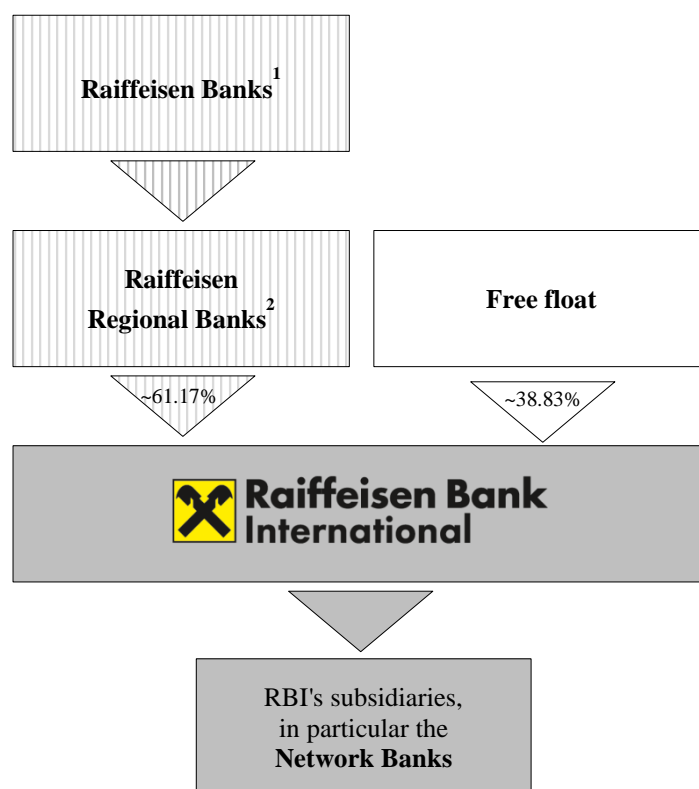 Raiffeisen Banks1
Raiffeisen
Regional Banks2
Free float
~61.17%
~38.83%
Raiffeisen Bank
International
RBI's subsidiaries,
in particular the
Network Banks